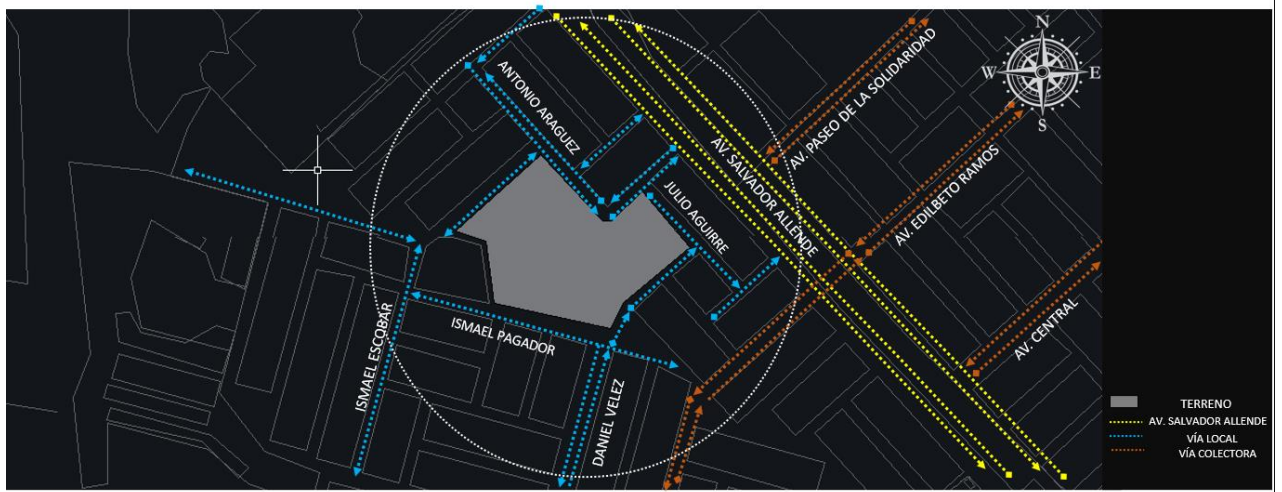 N
W
E
S
AV. PASEO DE LA SOLIDARIDAD
ANTONIO ARAGUEZ
AV. SALVADOR ALLENDE
AV. EDILBETO RAMOS
JULIO AGUIRRE
AV. CENTRAL
ISMAEL PAGADOR
ISMAEL ESCOBAR
DANIEL VELEZ
TERRENO
AV. SALVADOR ALLENDE
VÍA LOCAL
VÍA COLECTORA